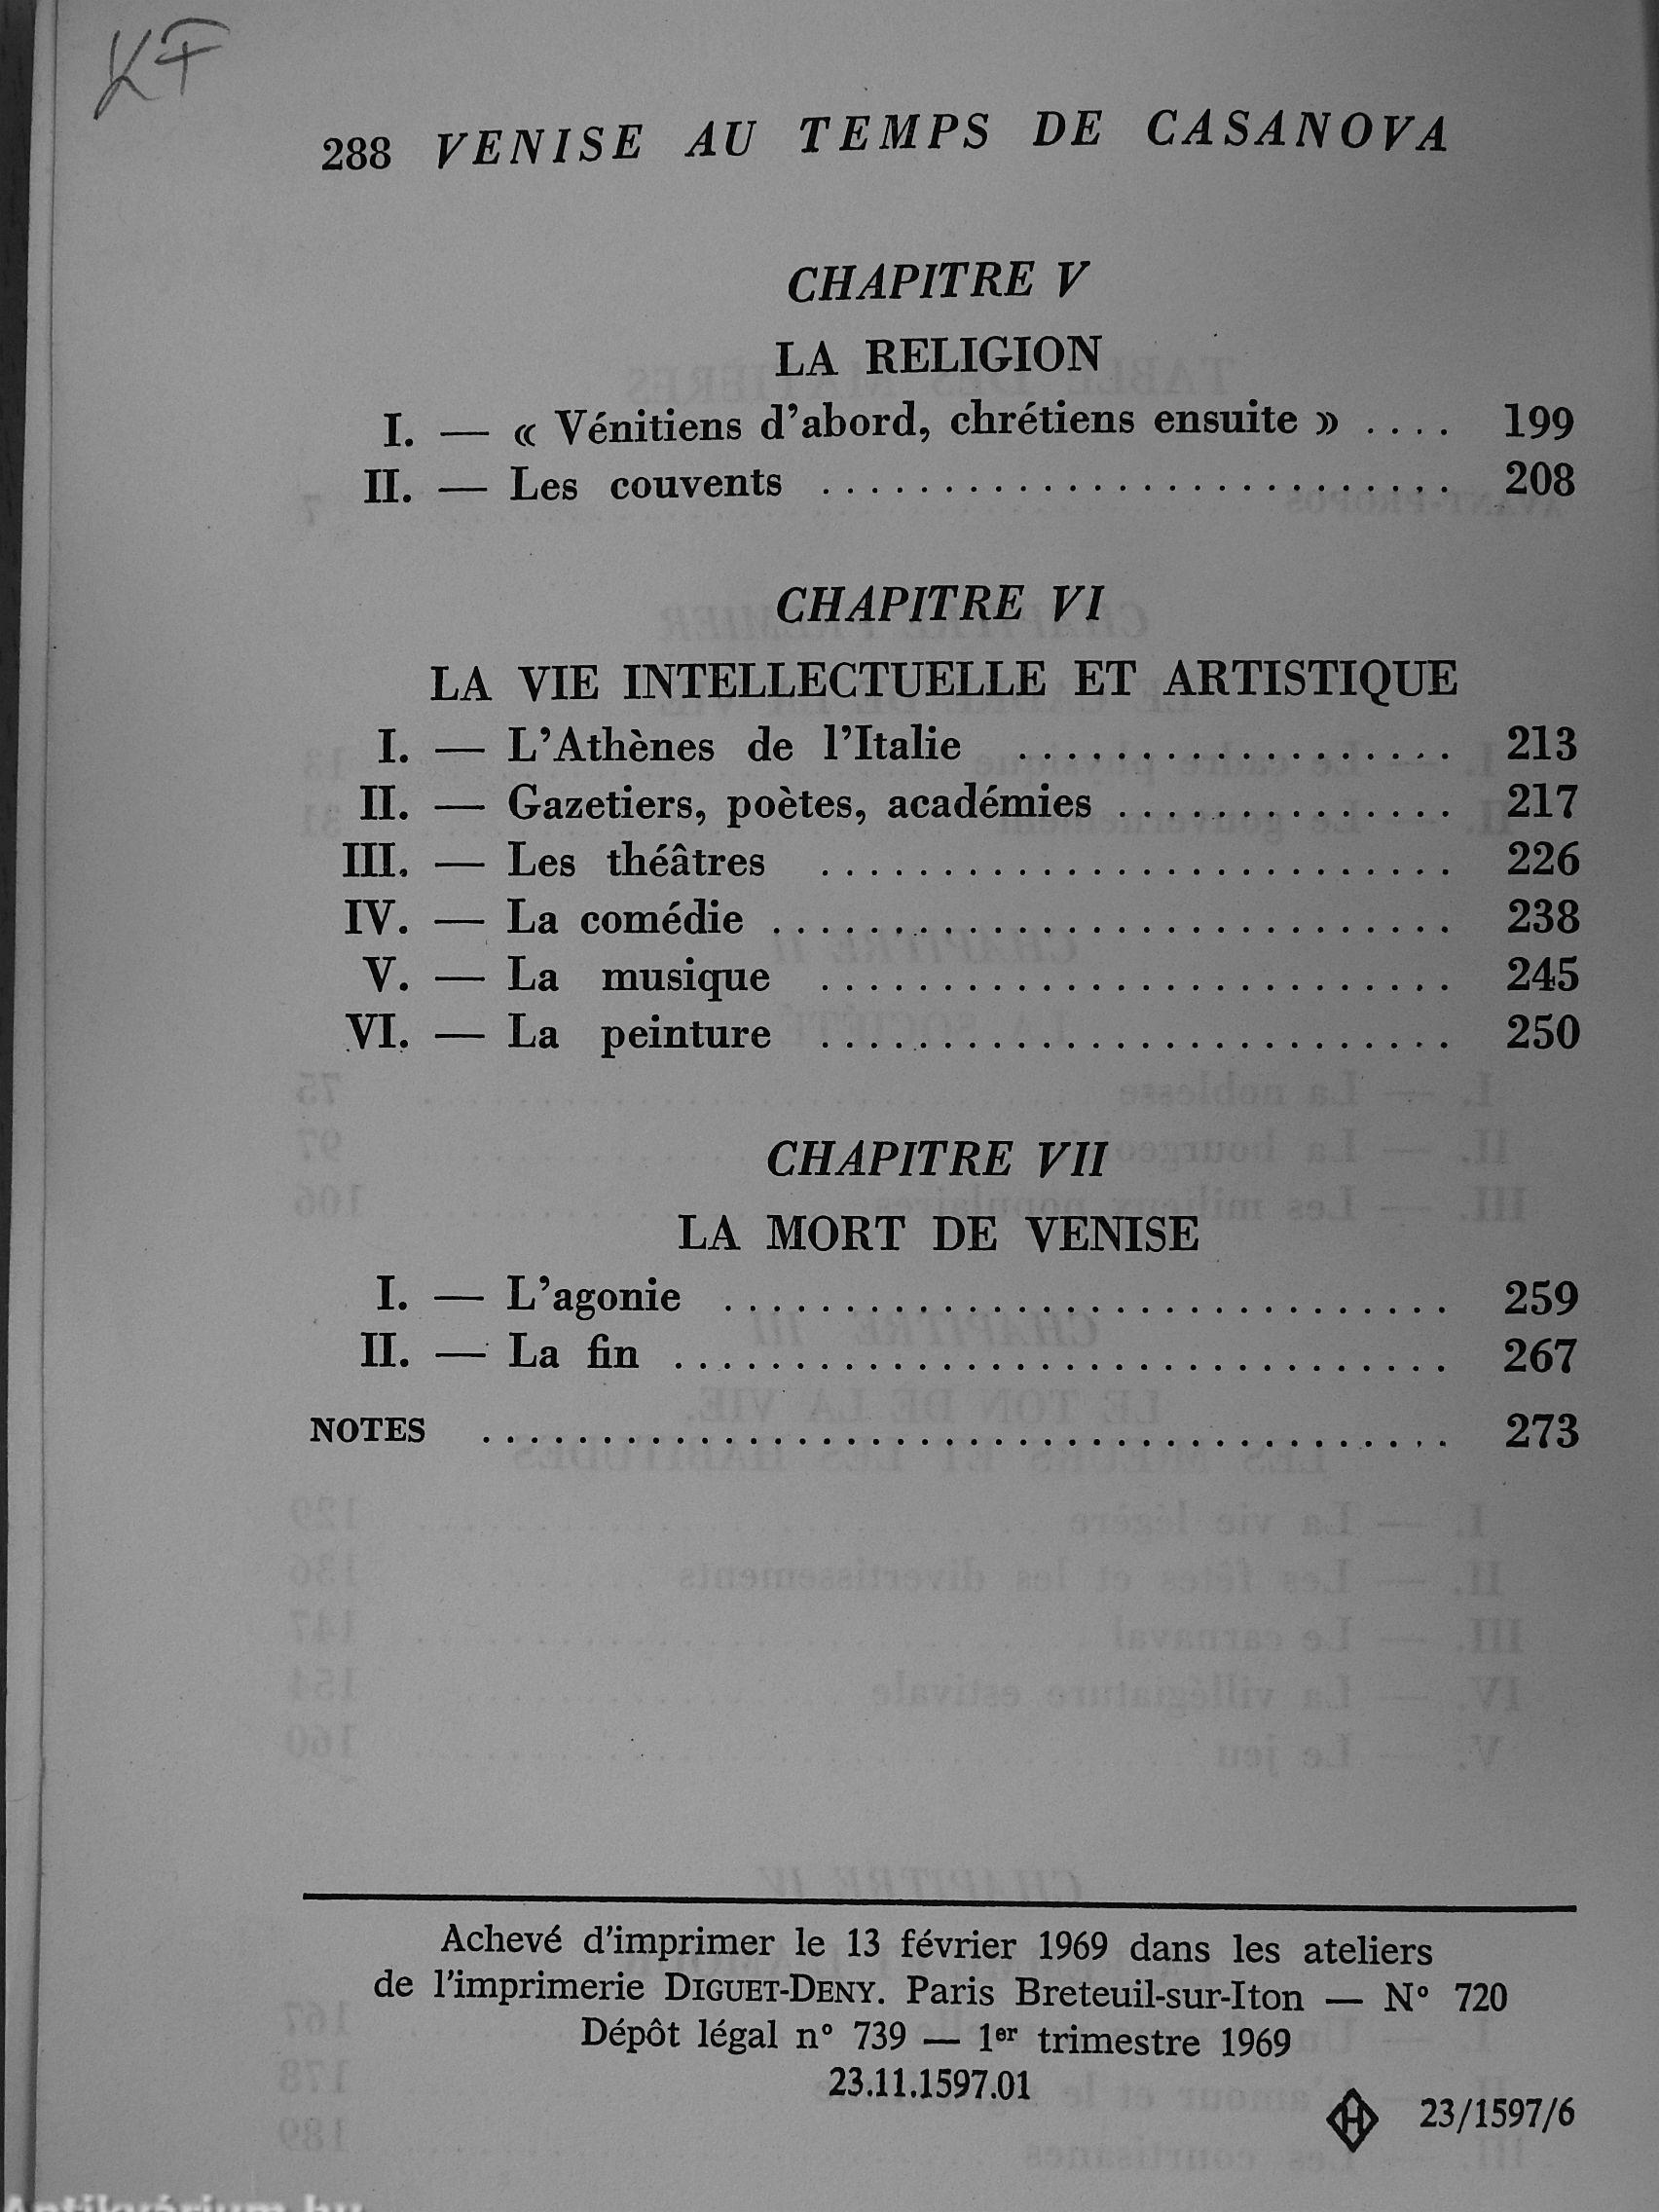 KF
288 VENISE AU TEMPS DE CASANOVA
CHAPITRE V
LA RELIGION
I. — « Vénitiens d'abord, chrétiens ensuite » .... 199
II. — Les couvents .......................... 208
CHAPITRE VI
LA VIE INTELLECTUELLE ET ARTISTIQUE
I. — L'Athènes de l'Italie .................. 213
II. — Gazetiers, poètes, académies .............. 217
III. — Les théâtres .......................... 226
IV. — La comédie ............................ 238
V. — La musique .......................... 245
VI. — La peinture .......................... 250
CHAPITRE VII
LA MORT DE VENISE
I. — L'agonie .............................. 259
II. — La fin ................................ 267
NOTES ........................................ 273
Achevé d'imprimer le 13 février 1969 dans les ateliers
de l'imprimerie DIGUET-DENY. Paris Breteuil-sur-Iton — N° 720
Dépôt légal n° 739 — 1er trimestre 1969
23.11.1597.01
H 23/1597/6
Antikvárium.hu